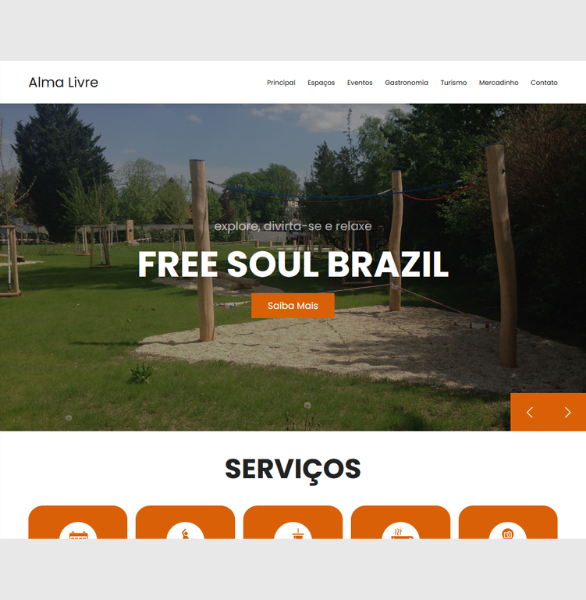 Alma Livre
Principal Espaços Eventos Gastronomia Turismo Mercadinho Contato
explore, divirta-se e relaxe
FREE SOUL BRAZIL
Saiba Mais
SERVIÇOS